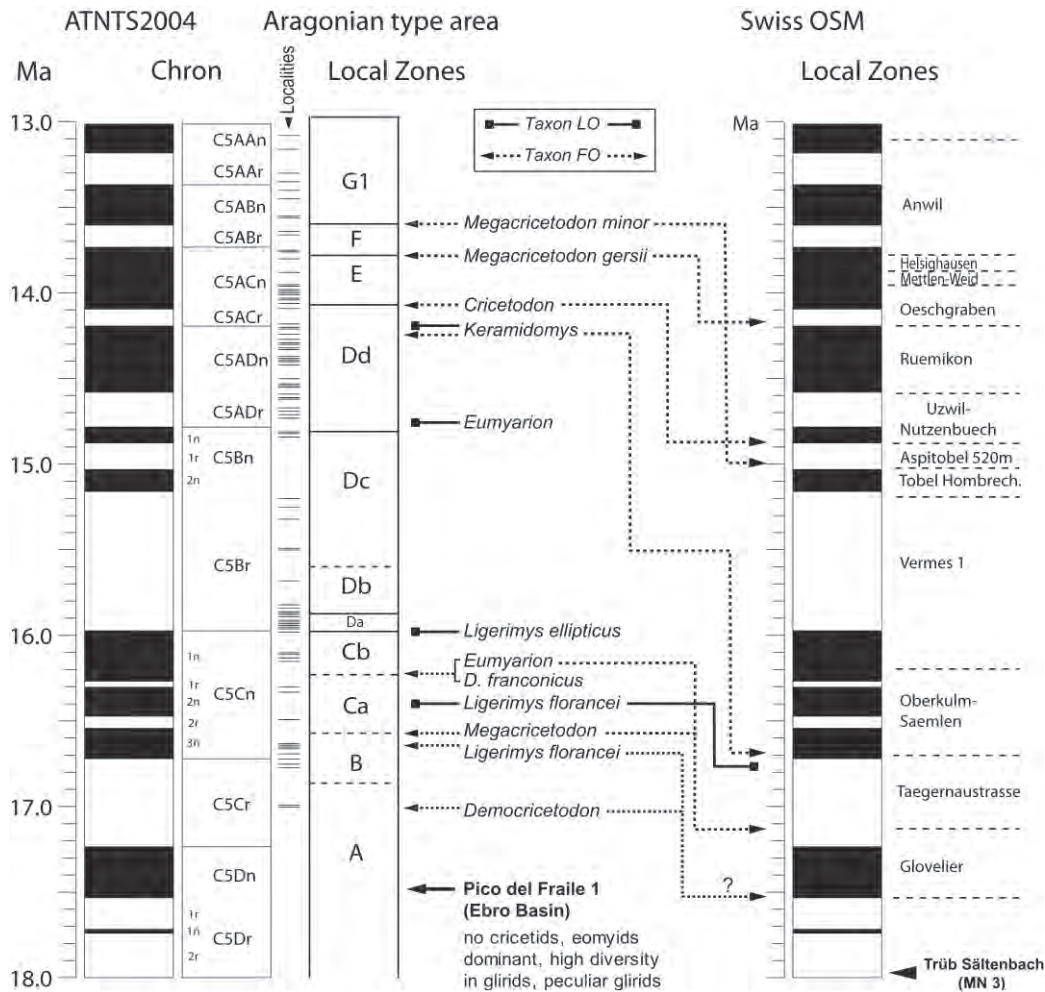 ATNTS2004 Aragonian type area Swiss OSM
Ma Chron Localities Local Zones Local Zones
Taxon LO
Taxon FO
Ma
13.0
14.0
15.0
16.0
17.0
18.0
C5AAn
C5AAr
C5ABn
C5ABr
C5ACn
C5ACr
C5ADn
C5ADr
1n
1r C5Bn
2n
C5Br
1n
1r
2n C5Cn
2r
3n
C5Cr
C5Dn
1r
1n C5Dr
2r
G1
F
E
Dd
Dc
Db
Da
Cb
Ca
B
A
Megacricetodon minor
Megacricetodon gersii
Cricetodon
Keramidomys
Eumyarion
Ligerimys ellipticus
Eumyarion
D. franconicus
Ligerimys florancei
Megacricetodon
Ligerimys florancei
Democricetodon
?
Pico del Fraile 1
(Ebro Basin)
no cricetids, eomyids
dominant, high diversity
in glirids, peculiar glirids
Anwil
Helsighausen
Mettlen-Weid
Oeschgraben
Ruemikon
Uzwil-
Nutzenbuech
Aspitobel 520m
Tobel Hombrech.
Vermes 1
Oberkulm-
Saemlen
Taegernaustrasse
Glovelier
Trüb Sältenbach
(MN 3)